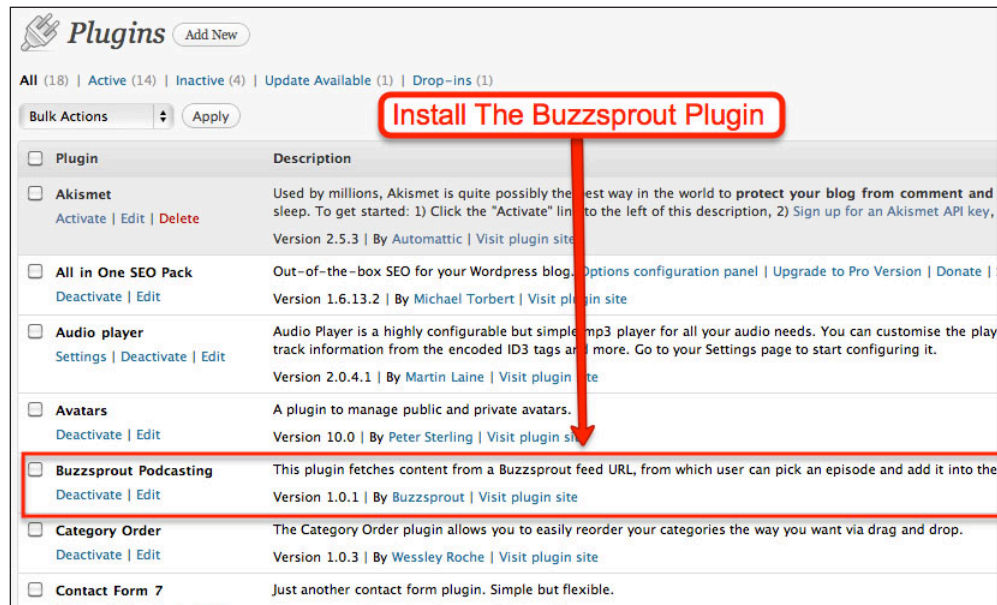 Plugins Add New
All (18) | Active (14) | Inactive (4) | Update Available (1) | Drop-ins (1)
Bulk Actions Apply
Install The Buzzsprout Plugin
Plugin Description
Akismet
Used by millions, Akismet is quite possibly the best way in the world to protect your blog from comment and
Activate | Edit | Delete
sleep. To get started: 1) Click the "Activate" link to the left of this description, 2) Sign up for an Akismet API key,
Version 2.5.3 | By Automattic | Visit plugin site
All in One SEO Pack
Out-of-the-box SEO for your Wordpress blog. Options configuration panel | Upgrade to Pro Version | Donate |
Deactivate | Edit
Version 1.6.13.2 | By Michael Torbert | Visit plugin site
Audio player
Audio Player is a highly configurable but simple mp3 player for all your audio needs. You can customise the play
Settings | Deactivate | Edit
track information from the encoded ID3 tags and more. Go to your Settings page to start configuring it.
Version 2.0.4.1 | By Martin Laine | Visit plugin site
Avatars
A plugin to manage public and private avatars.
Deactivate | Edit
Version 10.0 | By Peter Sterling | Visit plugin site
Buzzsprout Podcasting
This plugin fetches content from a Buzzsprout feed URL, from which user can pick an episode and add it into the
Deactivate | Edit
Version 1.0.1 | By Buzzsprout | Visit plugin site
Category Order
The Category Order plugin allows you to easily reorder your categories the way you want via drag and drop.
Deactivate | Edit
Version 1.0.3 | By Wessley Roche | Visit plugin site
Contact Form 7
Just another contact form plugin. Simple but flexible.